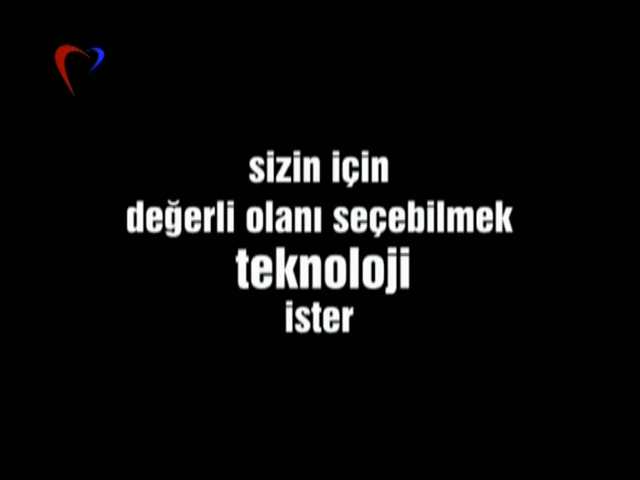 sizin için
değerli olanı seçebilmek
teknoloji
ister